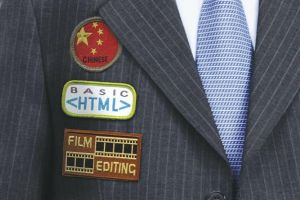 CHINESE
BASIC
<HTML>
FILM
EDITING